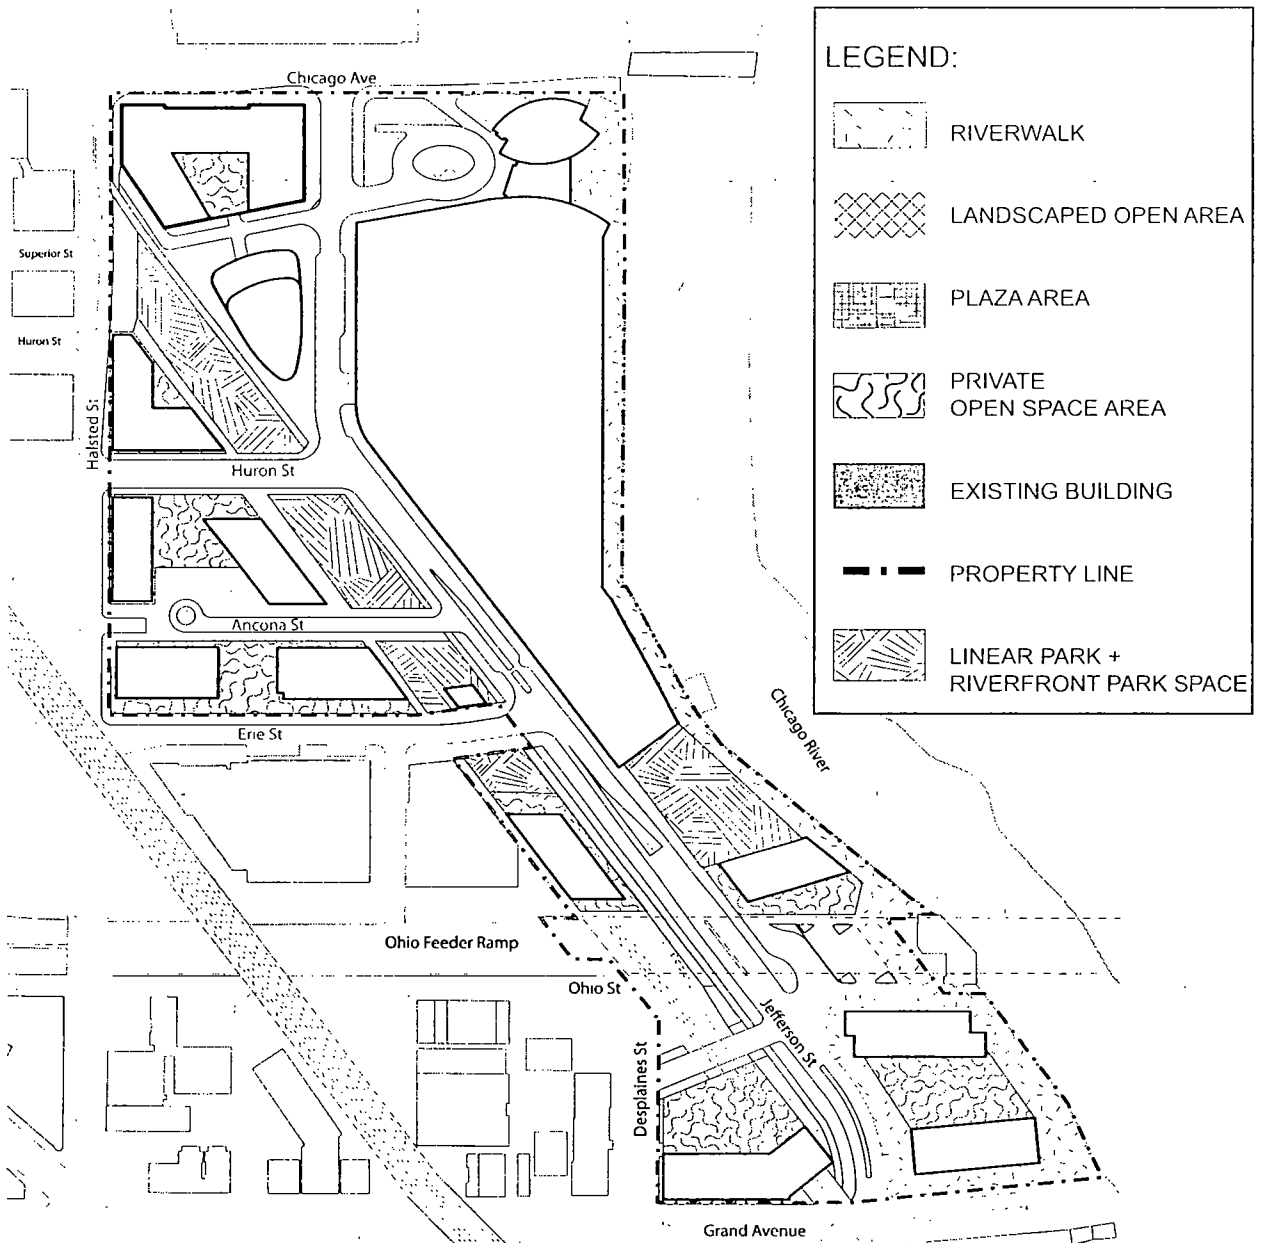 Chicago Ave
LEGEND:
RIVERWALK
LANDSCAPED OPEN AREA
PLAZA AREA
PRIVATE
OPEN SPACE AREA
EXISTING BUILDING
PROPERTY LINE
LINEAR PARK +
RIVERFRONT PARK SPACE
Superior St
Huron St
Halsted St
Huron St
Ancona St
Erie St
Chicago River
Ohio Feeder Ramp
Ohio St
Jefferson St
Desplaines St
Grand Avenue